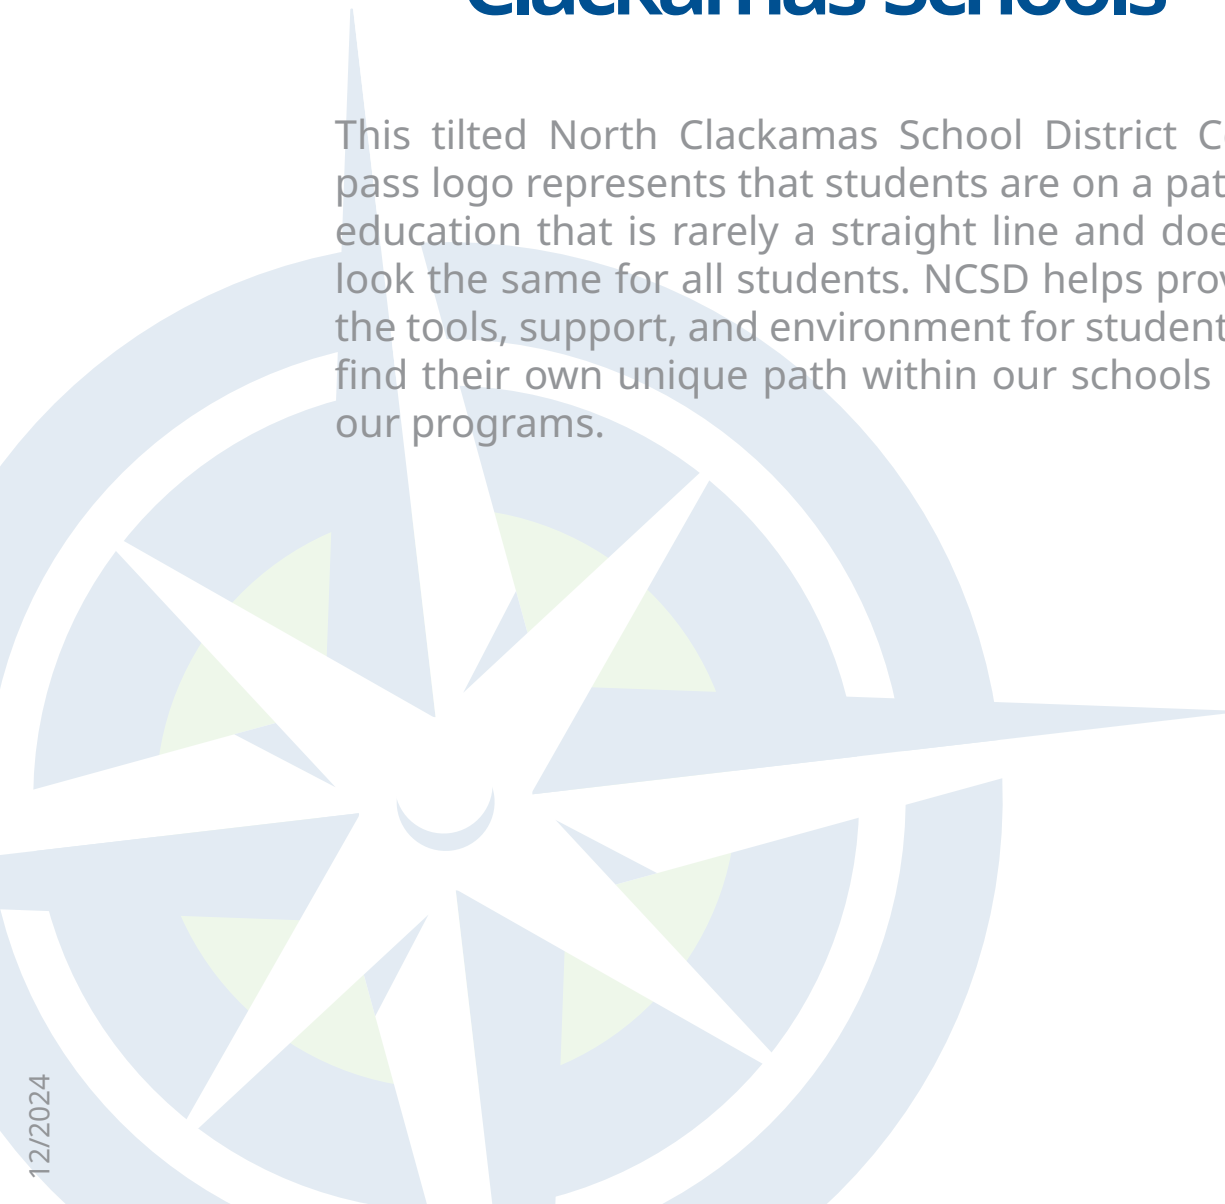 Clackamas Schools
This tilted North Clackamas School District Co
pass logo represents that students are on a pat
education that is rarely a straight line and doe
look the same for all students. NCSD helps prov
the tools, support, and environment for student
find their own unique path within our schools
our programs.
12/2024